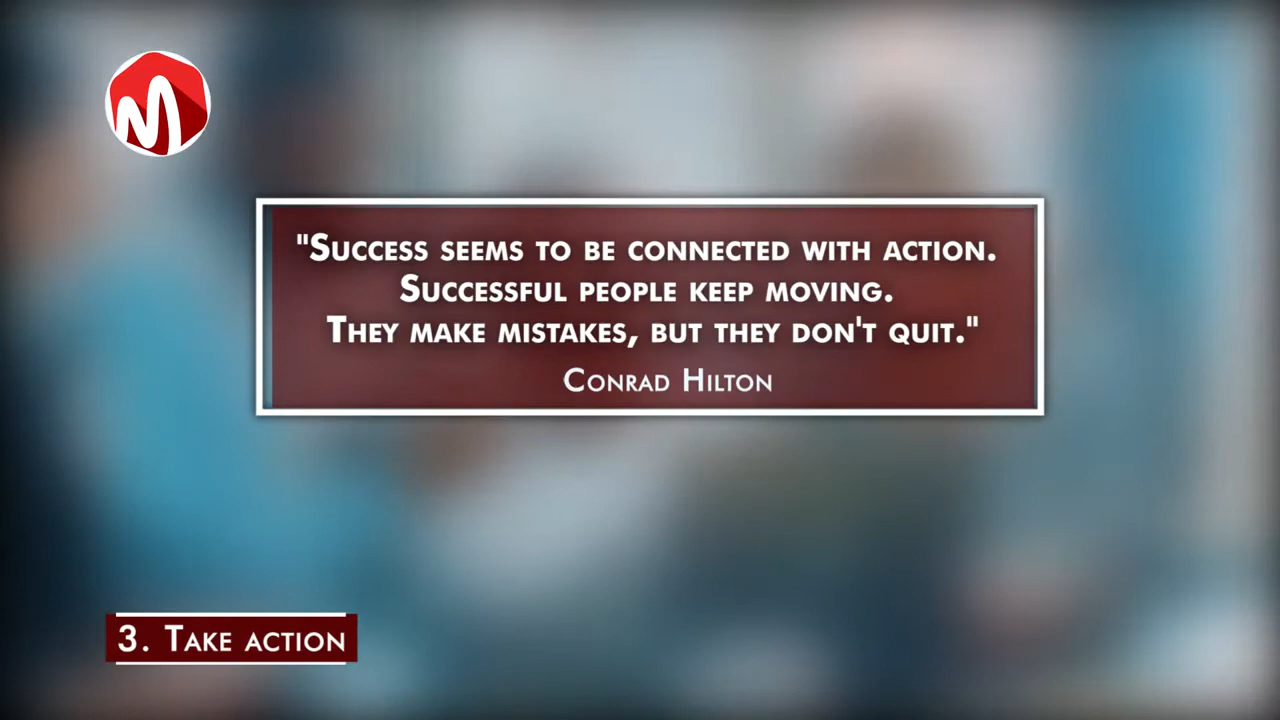 "Success seems to be connected with action.
Successful people keep moving.
They make mistakes, but they don't quit."
Conrad Hilton
3. Take action